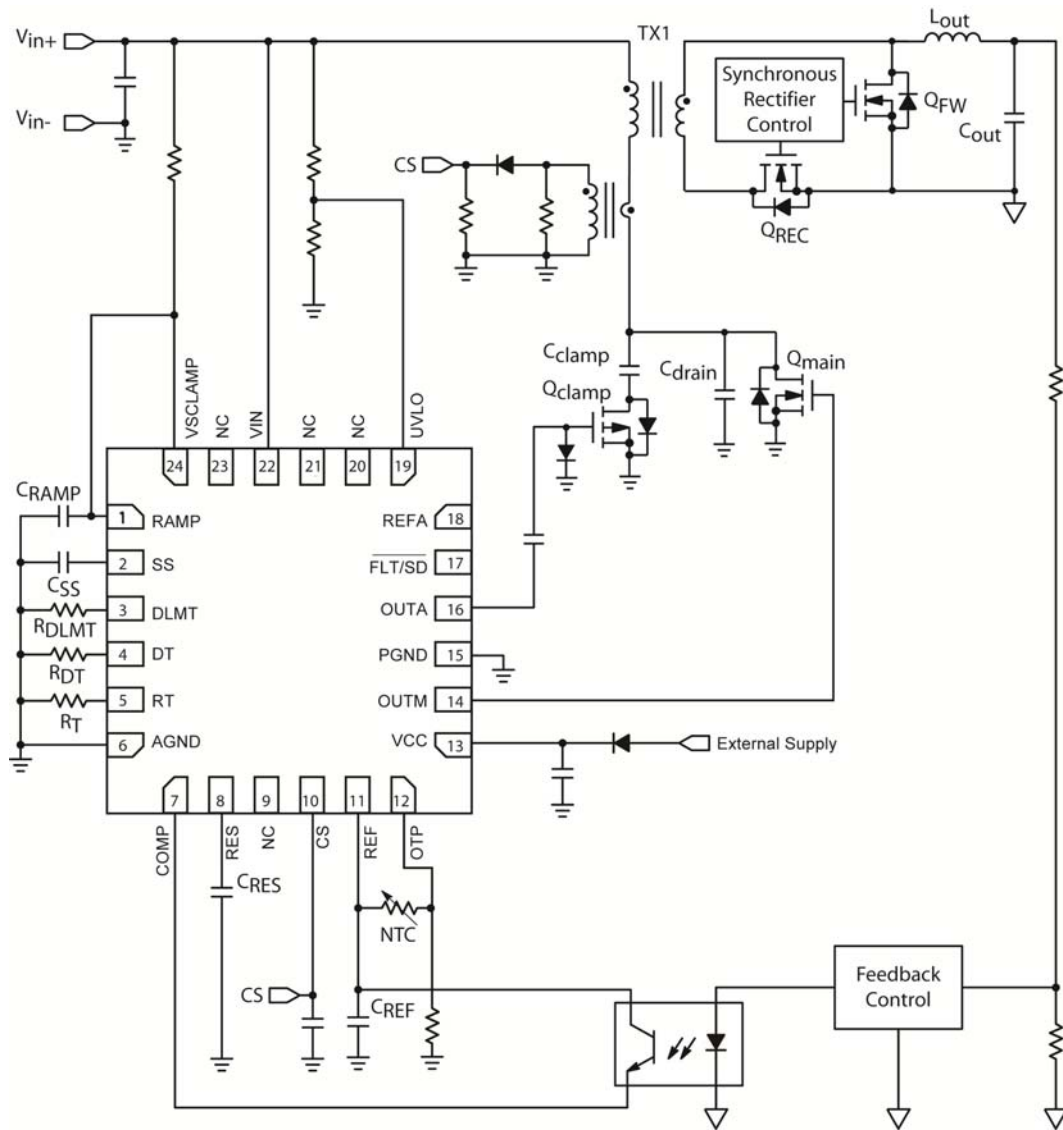 Vin+
Vin-
TX1
Lout
Synchronous
Rectifier
Control
QFW
Cout
QREC
CS
Cclamp
Qclamp
Cdrain
Qmain
VSCLAMP
NC
VIN
NC
NC
UVLO
24
23
22
21
20
19
CRAMP
1 RAMP
REFA 18
2 SS
FLT/SD 17
CSS
3 DLMT
OUTA 16
RDLMT
4 DT
PGND 15
RDT
5 RT
OUTM 14
RT
6 AGND
VCC 13
External Supply
7
8
9
10
11
12
COMP
RES
NC
CS
REF
OTP
CRES
NTC
CS
CREF
Feedback
Control